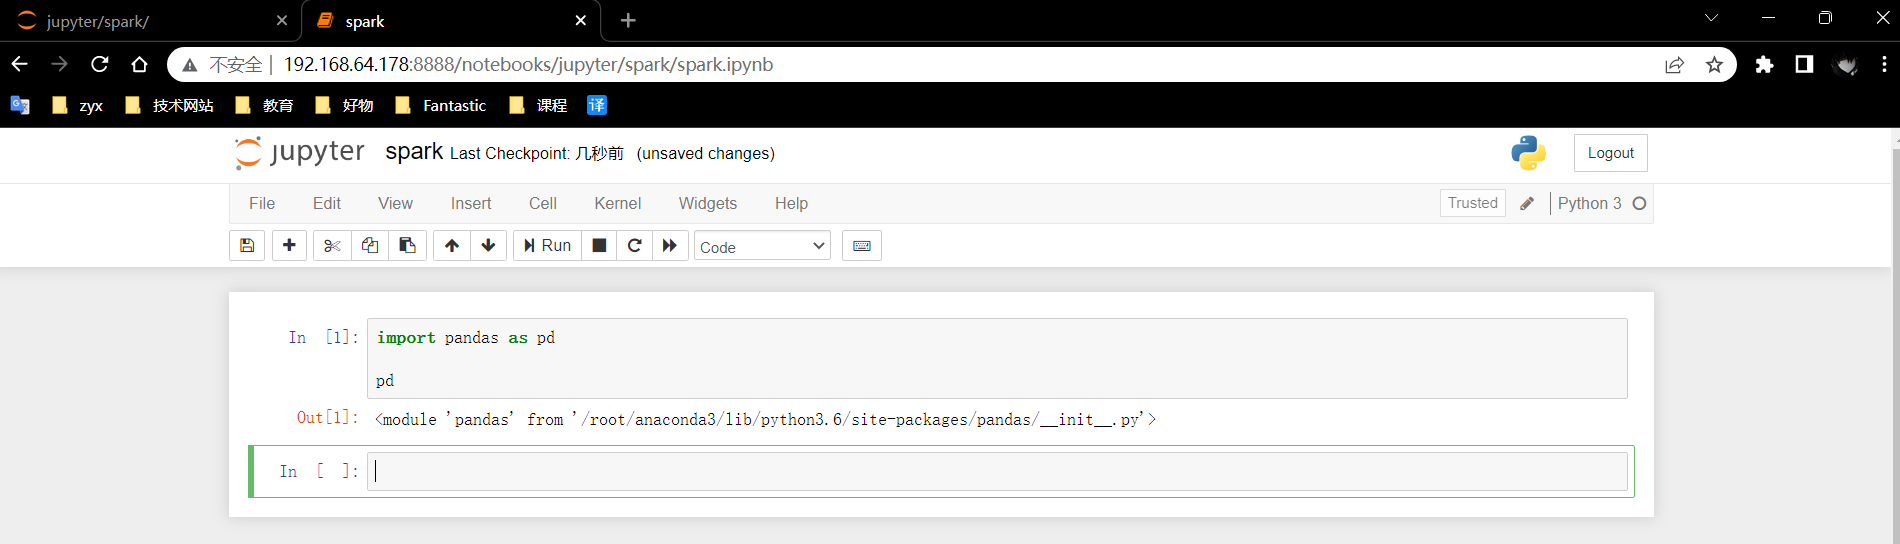 jupyter/spark/
spark
不安全 192.168.64.178:8888/notebooks/jupyter/spark/spark.ipynb
zyx 技术网站 教育 好物 Fantastic 课程 译
jupyter spark Last Checkpoint: 几秒前 (unsaved changes) Logout
File Edit View Insert Cell Kernel Widgets Help Trusted Python 3
Run Code
In [1]: import pandas as pd
pd
Out[1]: <module 'pandas' from '/root/anaconda3/lib/python3.6/site-packages/pandas/__init__.py'>
In [ ]: